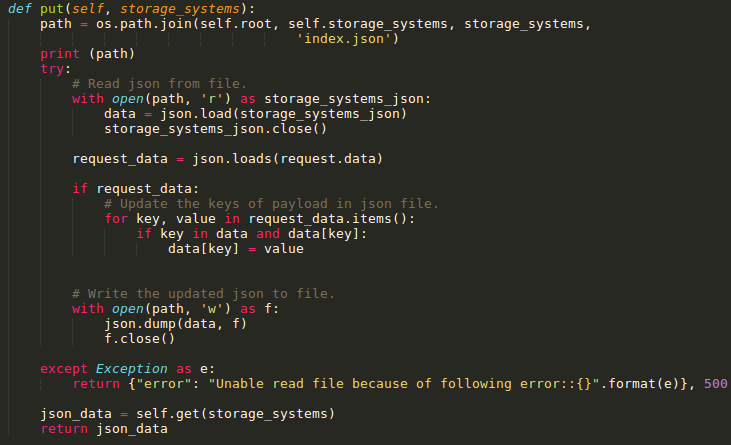 def put(self, storage_systems):
    path = os.path.join(self.root, self.storage_systems, storage_systems,
                                'index.json')
    print (path)
    try:
        # Read json from file.
        with open(path, 'r') as storage_systems_json:
            data = json.load(storage_systems_json)
            storage_systems_json.close()

        request_data = json.loads(request.data)

        if request_data:
            # Update the keys of payload in json file.
            for key, value in request_data.items():
                if key in data and data[key]:
                    data[key] = value


        # Write the updated json to file.
        with open(path, 'w') as f:
            json.dump(data, f)
            f.close()

    except Exception as e:
        return {"error": "Unable read file because of following error::{}".format(e)}, 500

    json_data = self.get(storage_systems)
    return json_data